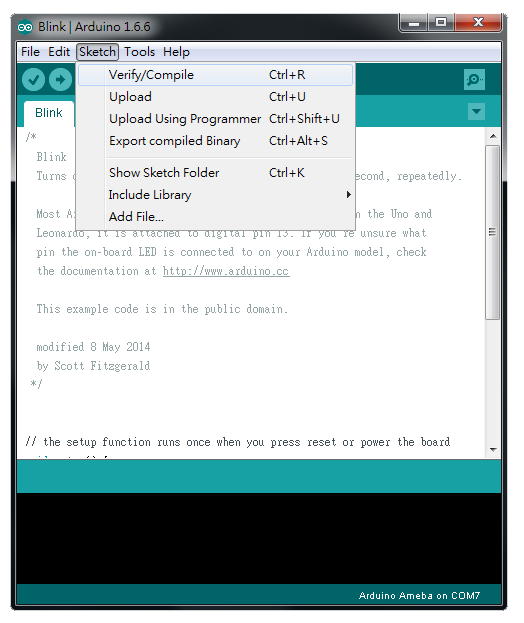 Blink | Arduino 1.6.6
File Edit Sketch Tools Help
Verify/Compile Ctrl+R
Upload Ctrl+U
Upload Using Programmer Ctrl+Shift+U
Export compiled Binary Ctrl+Alt+S
Show Sketch Folder Ctrl+K
Include Library
Add File...
Blink
/*
Blink
Turns econd, repeatedly.
Most n the Uno and
Leonardo, it is attached to digital pin 13. If you're unsure what
pin the on-board LED is connected to on your Arduino model, check
the documentation at http://www.arduino.cc
This example code is in the public domain.
modified 8 May 2014
by Scott Fitzgerald
*/
// the setup function runs once when you press reset or power the board
Arduino Ameba on COM7